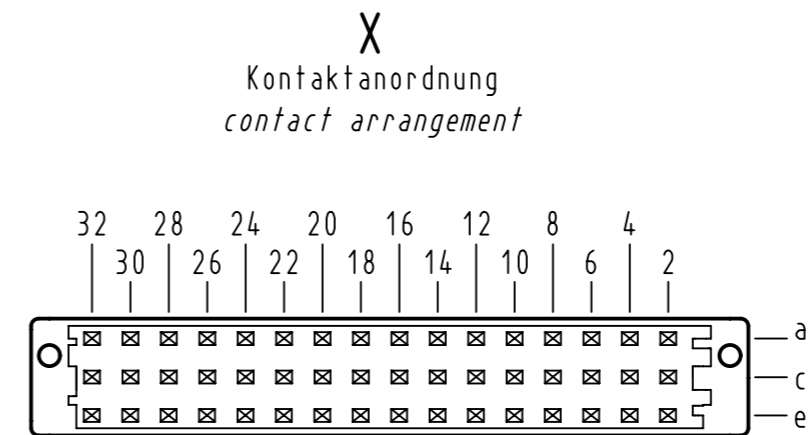 X
Kontaktanordnung
contact arrangement
32 28 24 20 16 12 8 4
30 26 22 18 14 10 6 2
a
c
e